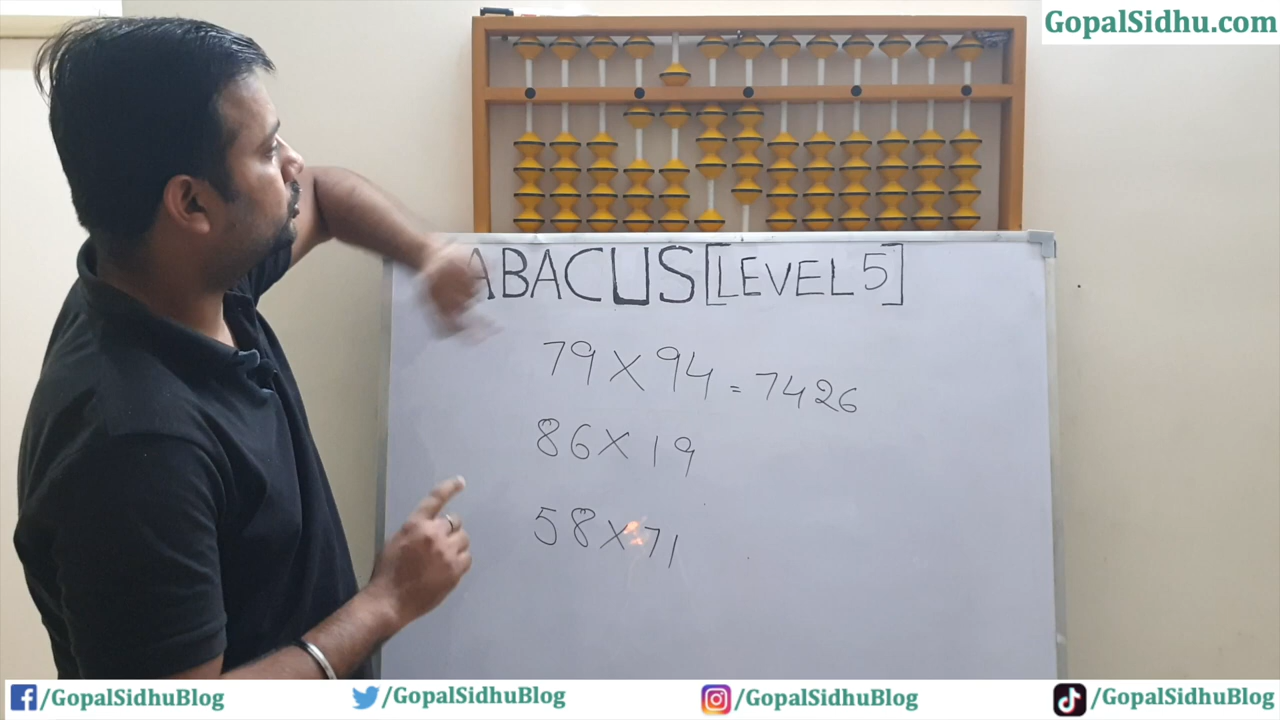 GopalSidhu.com
ABACUS [LEVEL 5]
79 X 94 = 7426
86 X 19
58 X 71
/GopalSidhuBlog /GopalSidhuBlog /GopalSidhuBlog /GopalSidhuBlog